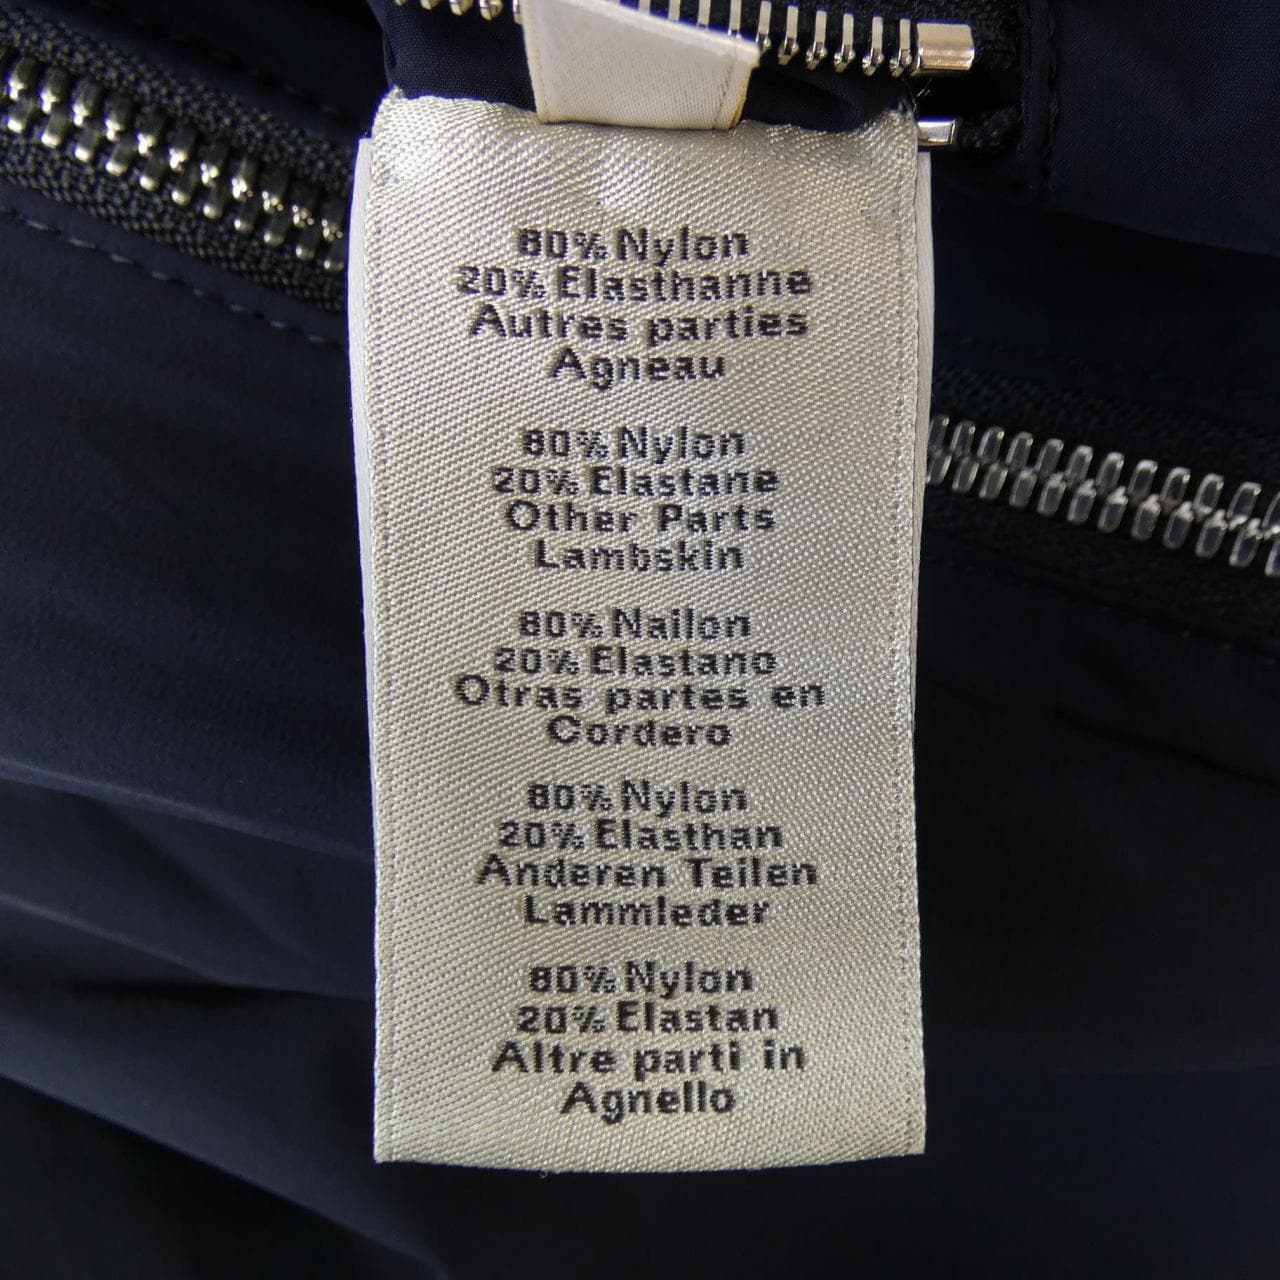 80% Nylon
20% Elasthanne
Autres parties
Agneau
80% Nylon
20% Elastane
Other Parts
Lambskin
80% Nailon
20% Elastano
Otras partes en
Cordero
80% Nylon
20% Elasthan
Anderen Teilen
Lammleder
80% Nylon
20% Elastan
Altre parti in
Agnello